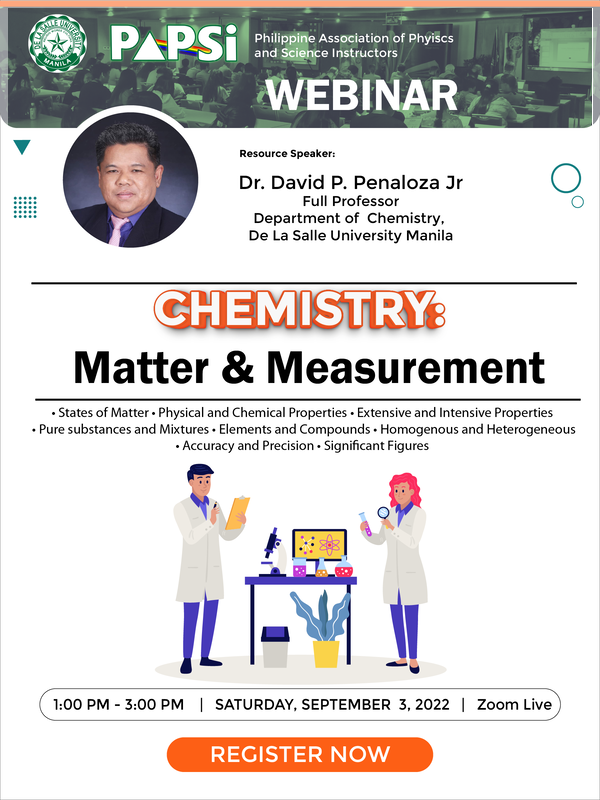 DE LA SALLE UNIVERSITY
MANILA
PAPSi
Philippine Association of Phyiscs
and Science Instructors
WEBINAR
Resource Speaker:
Dr. David P. Penaloza Jr
Full Professor
Department of Chemistry,
De La Salle University Manila
CHEMISTRY:
Matter & Measurement
• States of Matter • Physical and Chemical Properties • Extensive and Intensive Properties
• Pure substances and Mixtures • Elements and Compounds • Homogenous and Heterogeneous
• Accuracy and Precision • Significant Figures
1:00 PM - 3:00 PM | SATURDAY, SEPTEMBER 3, 2022 | Zoom Live
REGISTER NOW